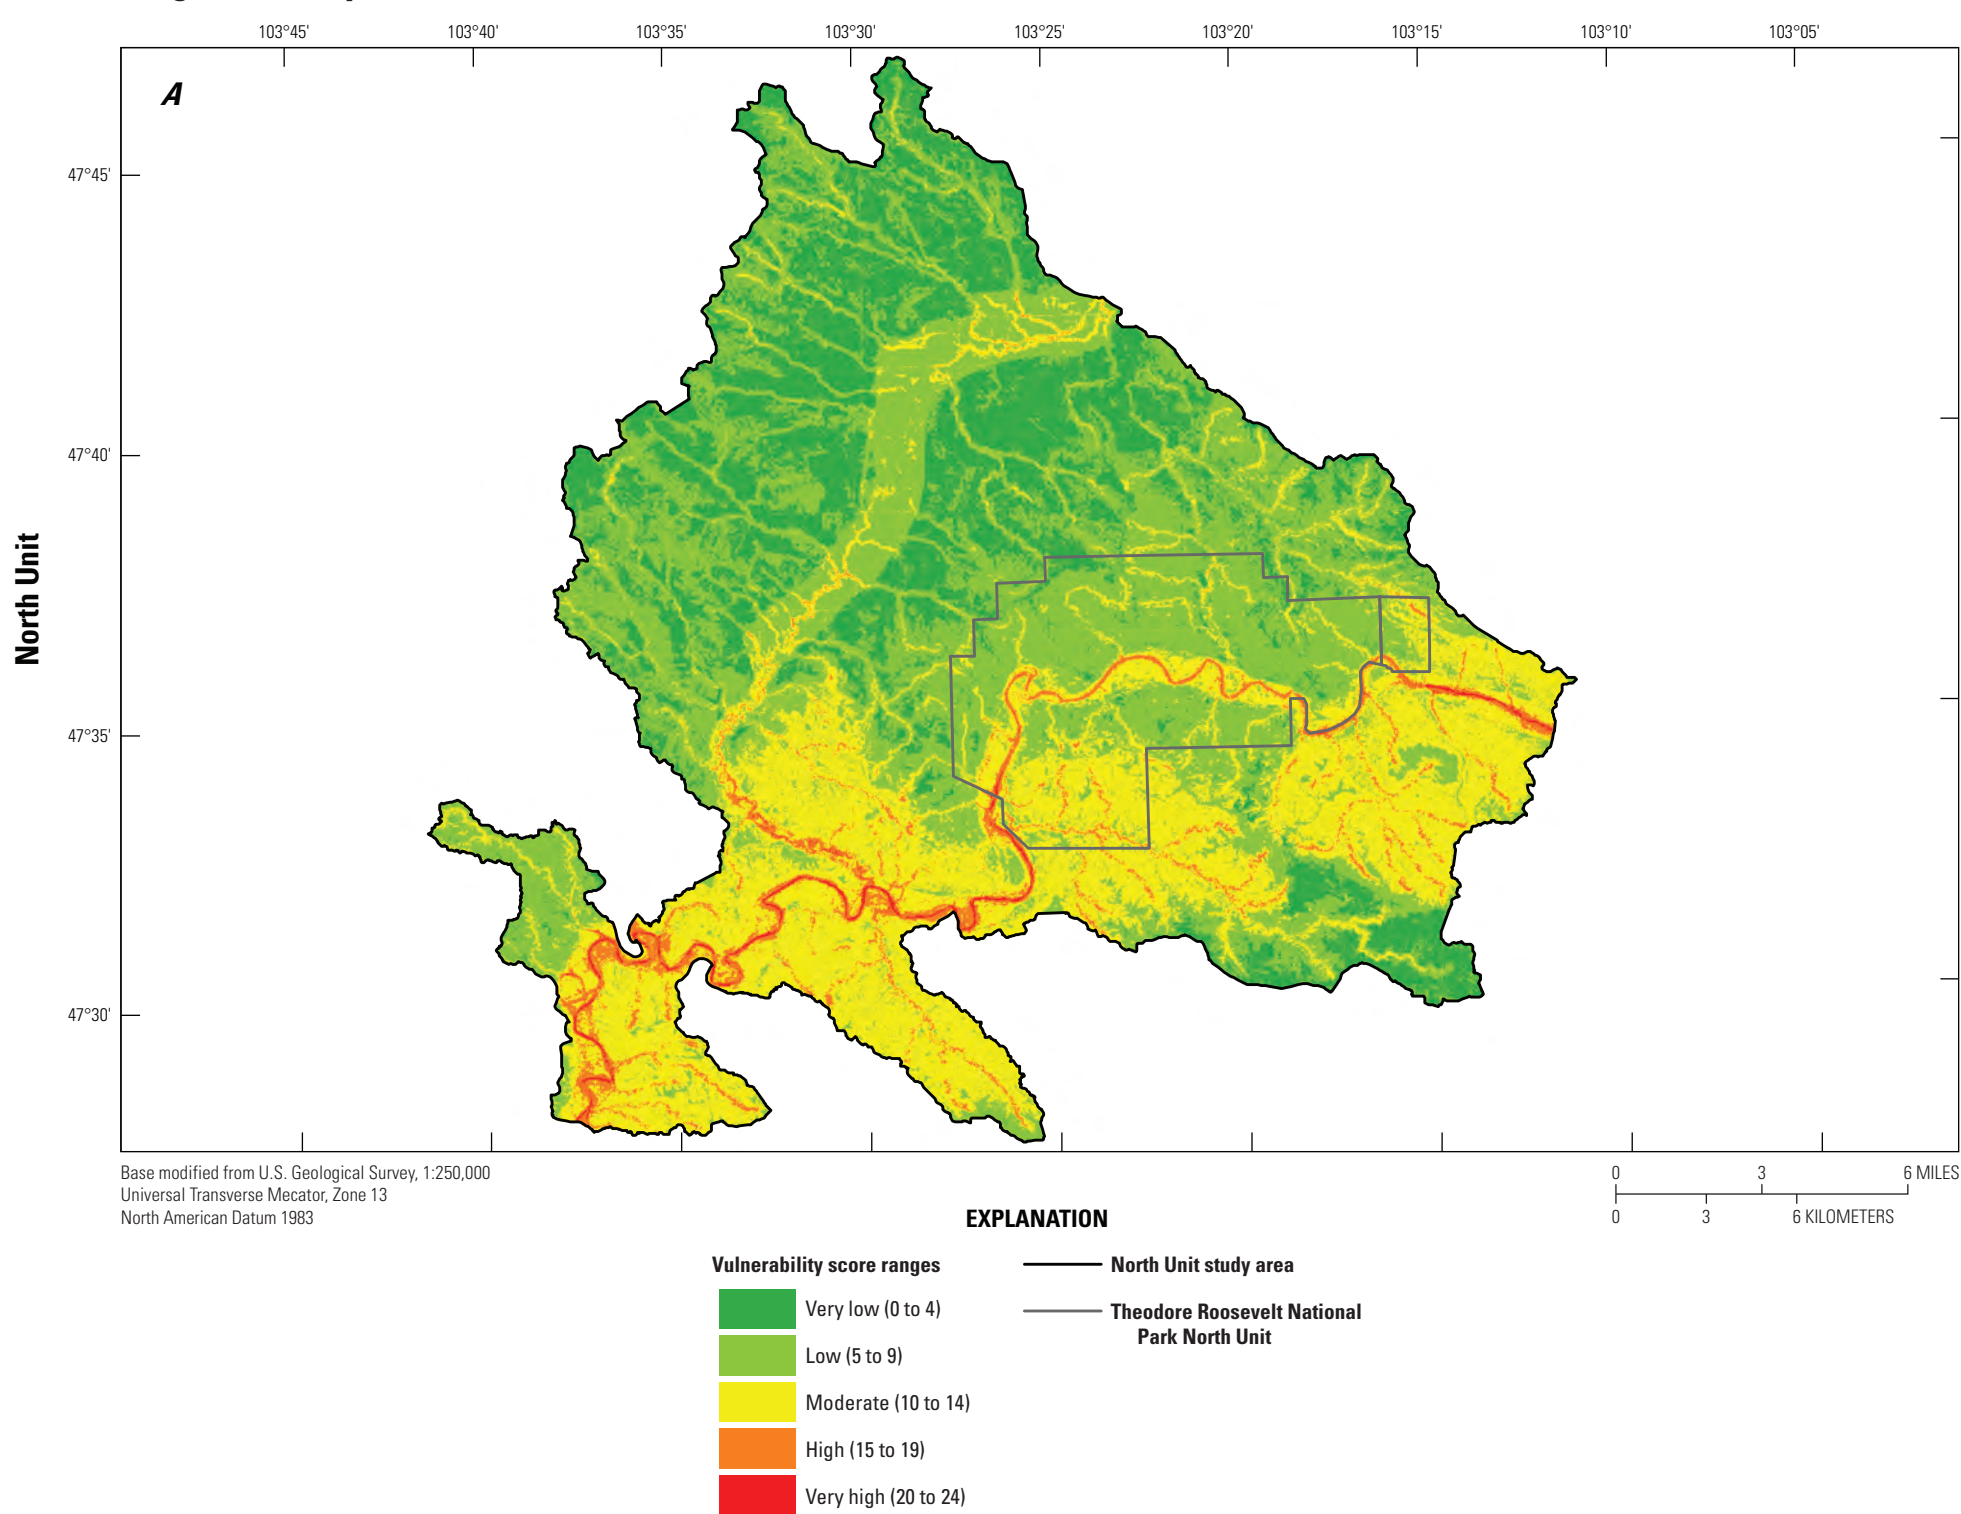 103°45'
103°40'
103°35'
103°30'
103°25'
103°20'
103°15'
103°10'
103°05'
A
47°45'
47°40'
North Unit
47°35'
47°30'
Base modified from U.S. Geological Survey, 1:250,000
Universal Transverse Mecator, Zone 13
North American Datum 1983
0 3 6 MILES
0 3 6 KILOMETERS
EXPLANATION
Vulnerability score ranges
Very low (0 to 4)
Low (5 to 9)
Moderate (10 to 14)
High (15 to 19)
Very high (20 to 24)
North Unit study area
Theodore Roosevelt National
Park North Unit